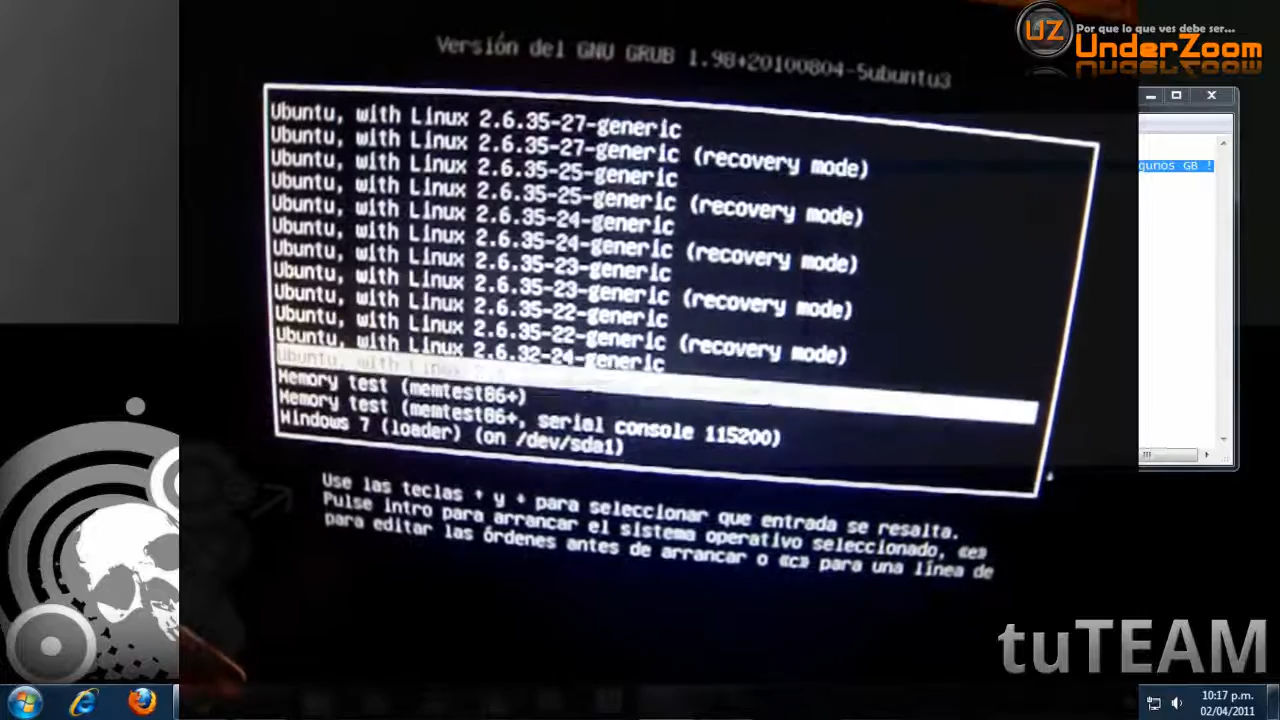 Por que lo que ves debe ser...
UZ
UnderZoom
Versión del GNU GRUB 1.98+20100804-5ubuntu3
Ubuntu, with Linux 2.6.35-27-generic
Ubuntu, with Linux 2.6.35-27-generic (recovery mode)
Ubuntu, with Linux 2.6.35-25-generic
Ubuntu, with Linux 2.6.35-25-generic (recovery mode)
Ubuntu, with Linux 2.6.35-24-generic
Ubuntu, with Linux 2.6.35-24-generic (recovery mode)
Ubuntu, with Linux 2.6.35-23-generic
Ubuntu, with Linux 2.6.35-23-generic (recovery mode)
Ubuntu, with Linux 2.6.35-22-generic
Ubuntu, with Linux 2.6.35-22-generic (recovery mode)
Ubuntu, with Linux 2.6.32-24-generic
Ubuntu, with Linux
Memory test (memtest86+)
Memory test (memtest86+, serial console 115200)
Windows 7 (loader) (on /dev/sda1)
GB !
Use las teclas ↑ y ↓ para seleccionar que entrada se resalta.
Pulse intro para arrancar el sistema operativo seleccionado, «e»
para editar las órdenes antes de arrancar o «c» para una línea de
tuTEAM
10:17 p.m.
02/04/2011